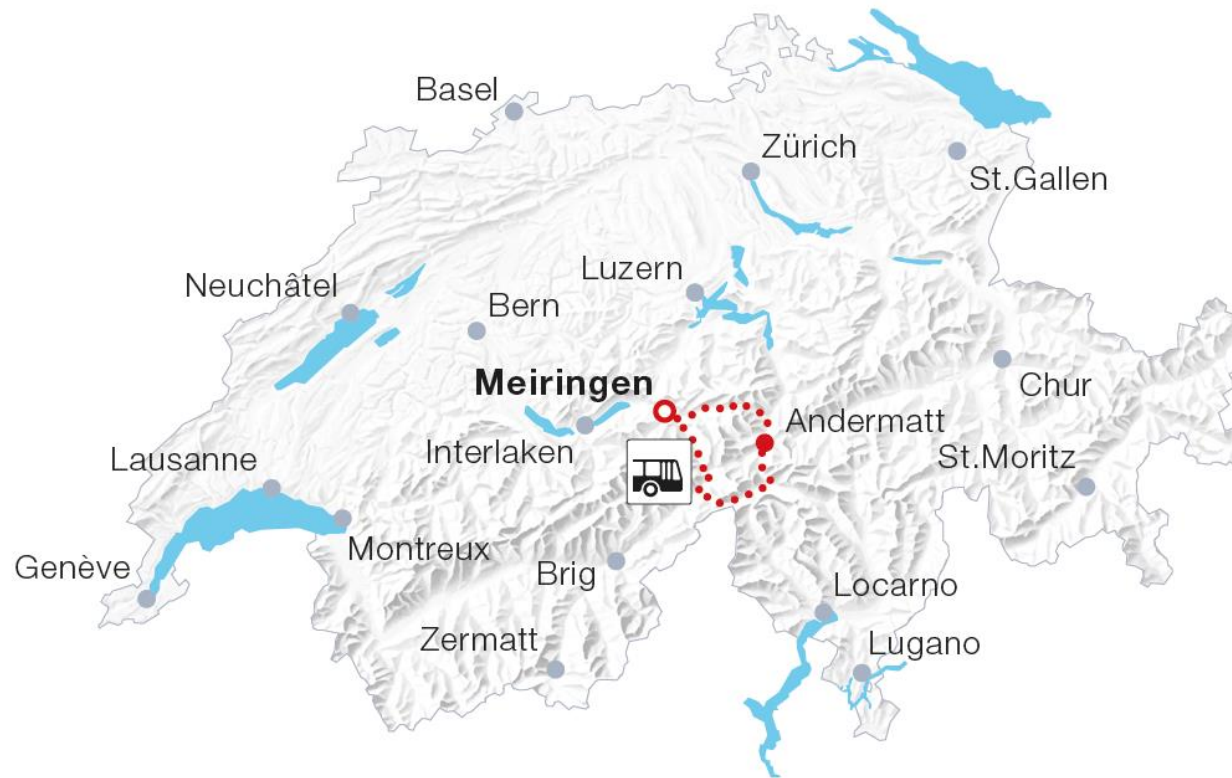 Basel
Zürich
St.Gallen
Neuchâtel
Luzern
Bern
Meiringen
Chur
Andermatt
Interlaken
St.Moritz
Lausanne
Montreux
Genève
Brig
Locarno
Zermatt
Lugano